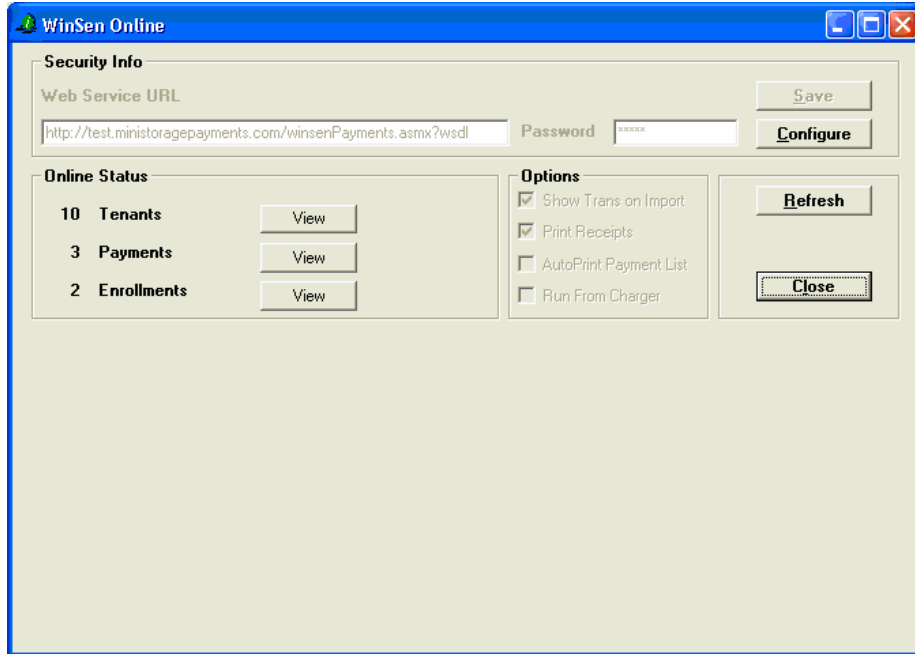 WinSen Online
Security Info
Web Service URL
Save
http://test.ministoragepayments.com/winsenPayments.asmx?wsdl Password xxxxx Configure
Online Status
10 Tenants View
3 Payments View
2 Enrollments View
Options
Show Trans on Import
Print Receipts
AutoPrint Payment List
Run From Charger
Refresh
Close